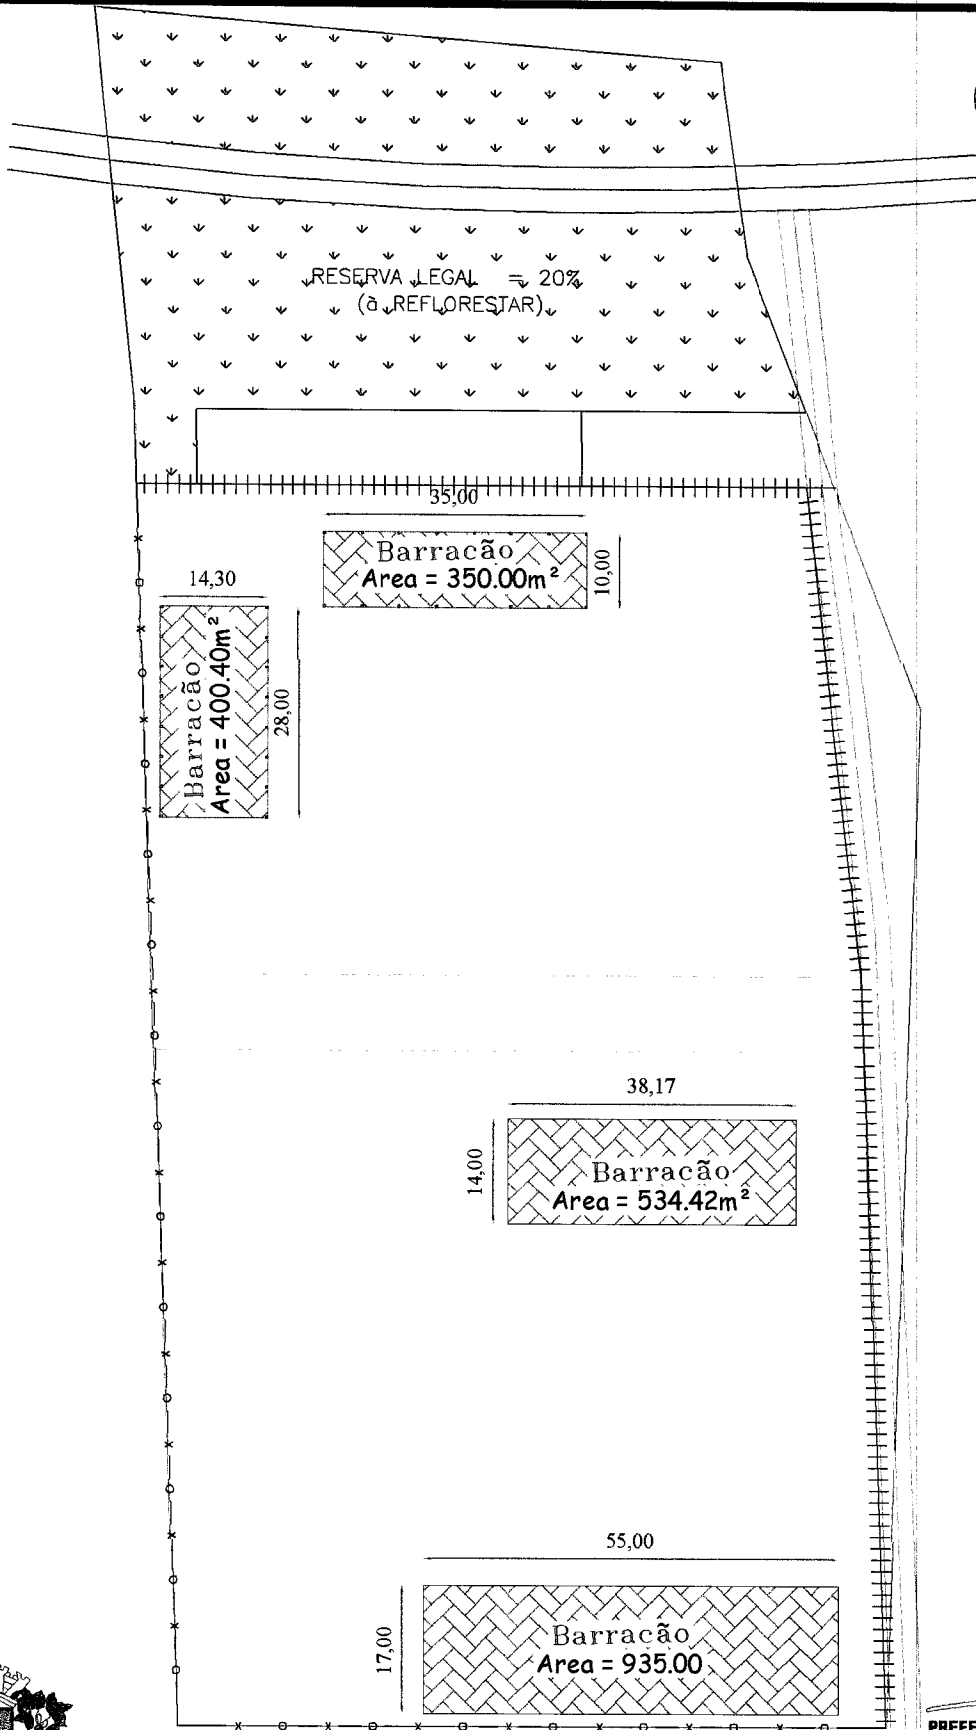 RESERVA LEGAL = 20%
(à REFLORESTAR)
35,00
Barracão
Area = 350.00m²
10,00
14,30
Barracão
Area = 400.40m²
28,00
38,17
14,00
Barracão
Area = 534.42m²
55,00
17,00
Barracão
Area = 935.00
PREFE